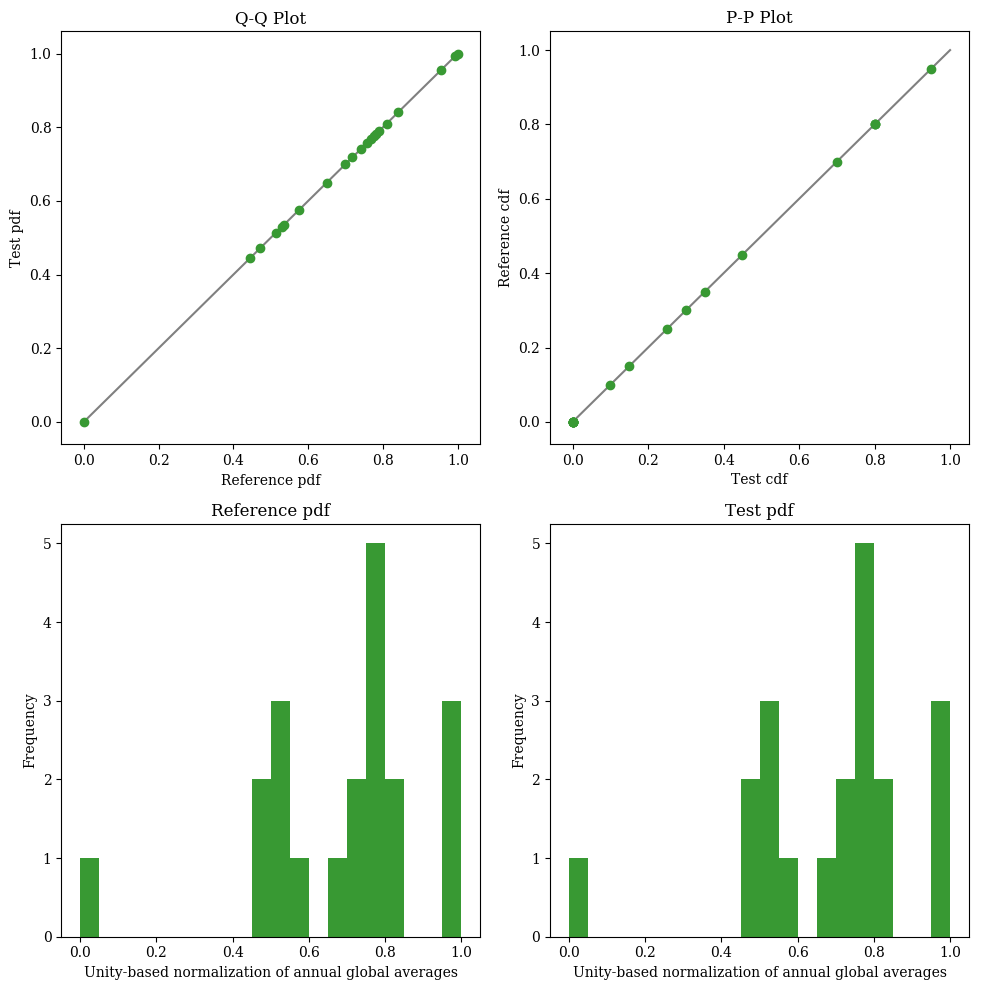 Q-Q Plot
P-P Plot
1.0
0.8
0.6
0.4
0.2
0.0
Test pdf
0.0 0.2 0.4 0.6 0.8 1.0
Reference pdf
1.0
0.8
0.6
0.4
0.2
0.0
Reference cdf
0.0 0.2 0.4 0.6 0.8 1.0
Test cdf
Reference pdf
5
4
3
2
1
0
Frequency
0.0 0.2 0.4 0.6 0.8 1.0
Unity-based normalization of annual global averages
Test pdf
5
4
3
2
1
0
Frequency
0.0 0.2 0.4 0.6 0.8 1.0
Unity-based normalization of annual global averages